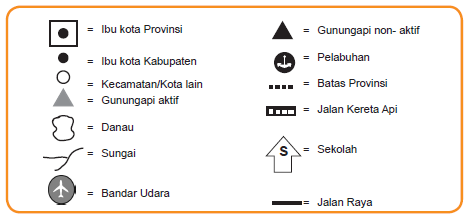 = Ibu kota Provinsi
= Ibu kota Kabupaten
= Kecamatan/Kota lain
= Gunungapi aktif
= Danau
= Sungai
= Bandar Udara
= Gunungapi non- aktif
= Pelabuhan
= Batas Provinsi
= Jalan Kereta Api
S = Sekolah
= Jalan Raya